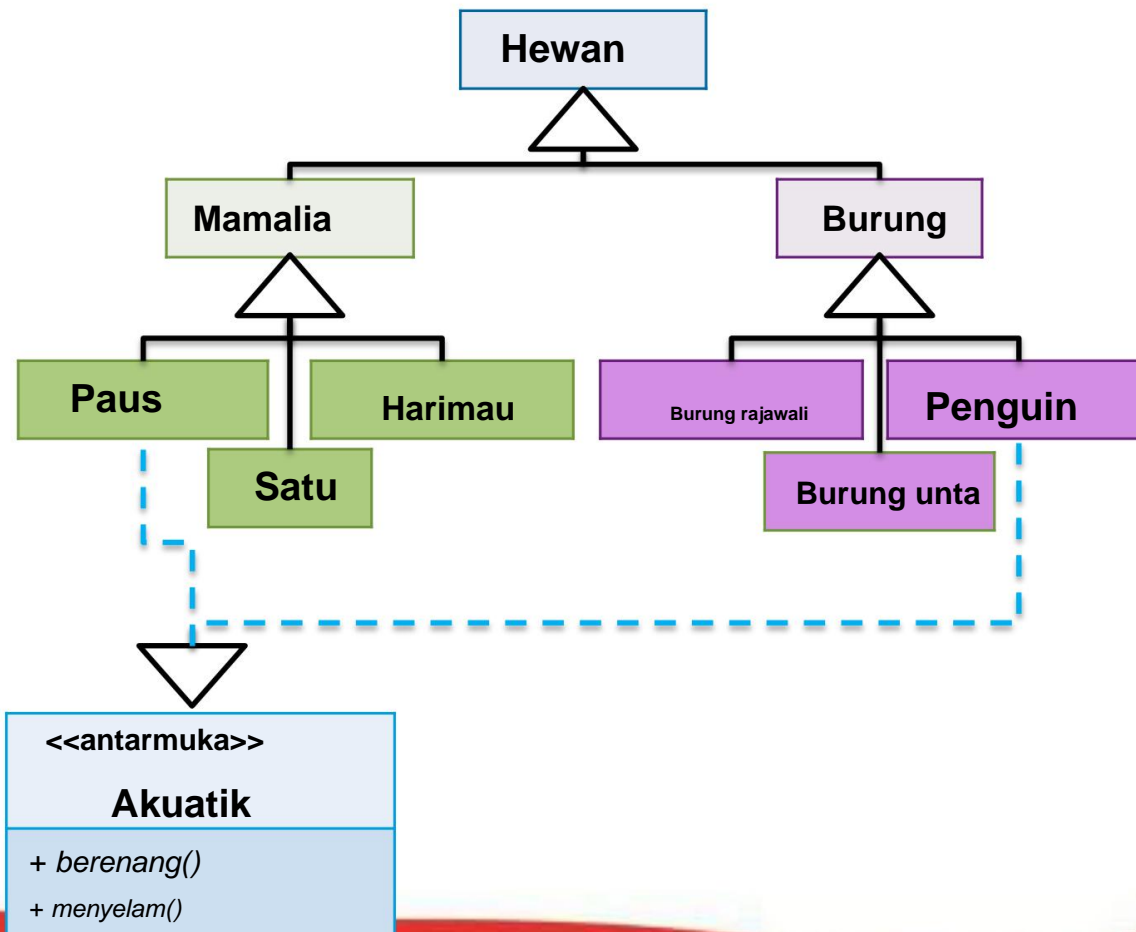 Hewan
Mamalia
Burung
Paus
Harimau
Satu
Burung rajawali
Penguin
Burung unta
<<antarmuka>>
Akuatik
+ berenang()
+ menyelam()